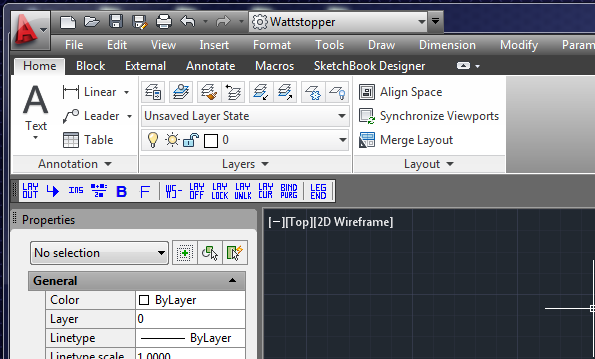 Wattstopper
File Edit View Insert Format Tools Draw Dimension Modify Param
Home Block External Annotate Macros SketchBook Designer
A
Text
Linear
Leader
Table
Unsaved Layer State
0
Align Space
Synchronize Viewports
Merge Layout
Annotation Layers Layout
LAY OUT INS B F WS- LAY OFF LAY LOCK LAY UNLK LAY CUR BIND PURG LEG END
Properties
No selection
General
Color ByLayer
Layer 0
Linetype ByLayer
Linetype scale 1.0000
[−][Top][2D Wireframe]